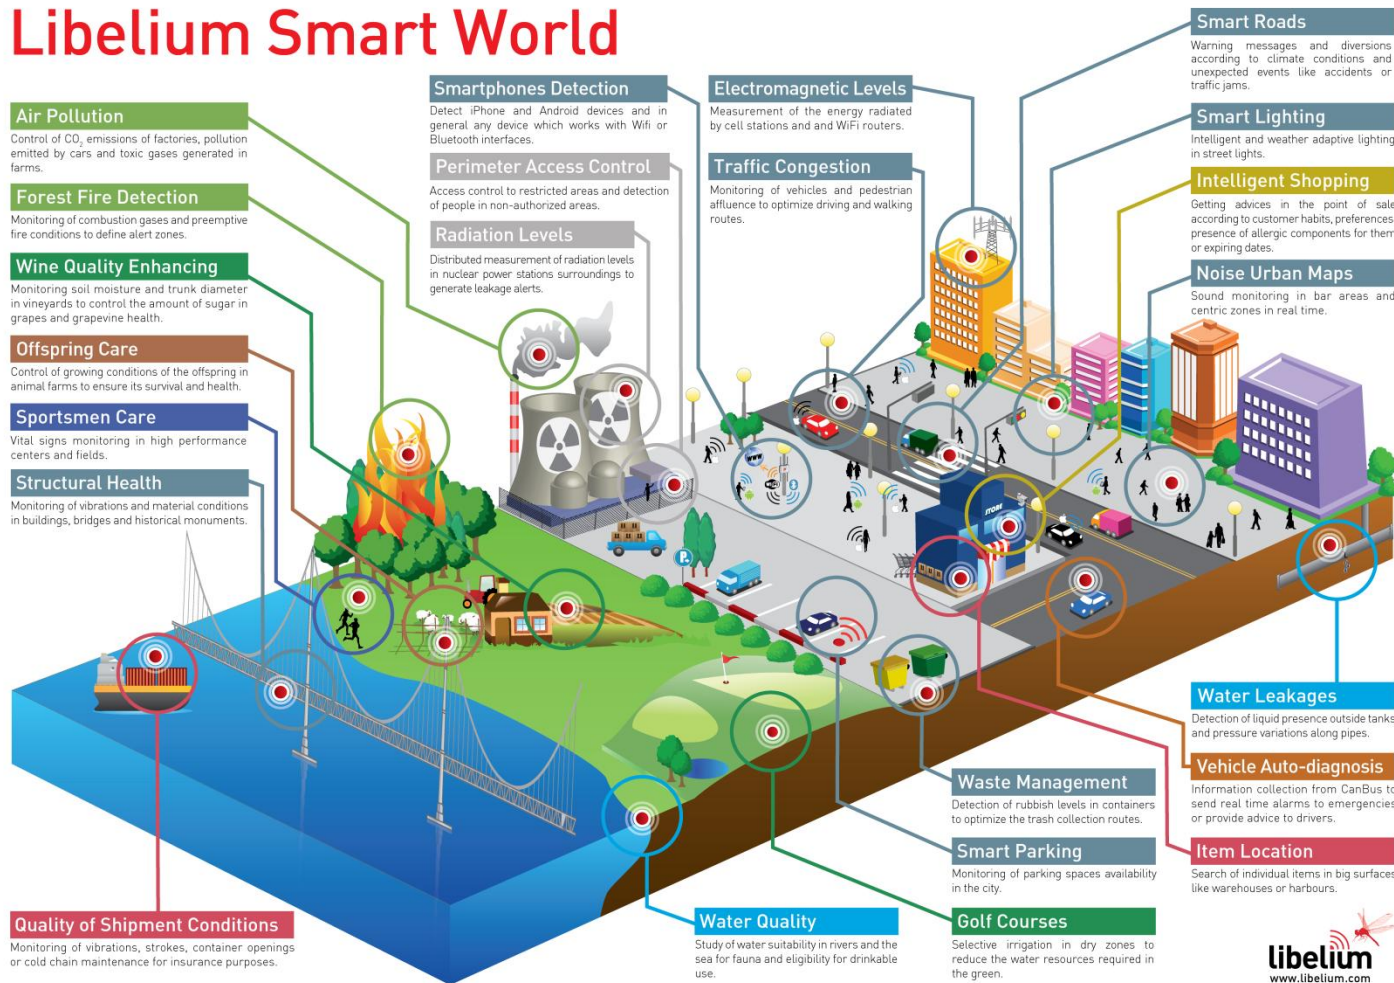 Libelium Smart World
Air Pollution
Control of CO₂ emissions of factories, pollution
emitted by cars and toxic gases generated in
farms.
Forest Fire Detection
Monitoring of combustion gases and preemptive
fire conditions to define alert zones.
Wine Quality Enhancing
Monitoring soil moisture and trunk diameter
in vineyards to control the amount of sugar in
grapes and grapevine health.
Offspring Care
Control of growing conditions of the offspring in
animal farms to ensure its survival and health.
Sportsmen Care
Vital signs monitoring in high performance
centers and fields.
Structural Health
Monitoring of vibrations and material conditions
in buildings, bridges and historical monuments.
Quality of Shipment Conditions
Monitoring of vibrations, strokes, container openings
or cold chain maintenance for insurance purposes.
Smartphones Detection
Detect iPhone and Android devices and in
general any device which works with Wifi or
Bluetooth interfaces.
Perimeter Access Control
Access control to restricted areas and detection
of people in non-authorized areas.
Radiation Levels
Distributed measurement of radiation levels
in nuclear power stations surroundings to
generate leakage alerts.
Electromagnetic Levels
Measurement of the energy radiated
by cell stations and and WiFi routers.
Traffic Congestion
Monitoring of vehicles and pedestrian
affluence to optimize driving and walking
routes.
Smart Roads
Warning messages and diversions
according to climate conditions and
unexpected events like accidents or
traffic jams.
Smart Lighting
Intelligent and weather adaptive lighting
in street lights.
Intelligent Shopping
Getting advices in the point of sale
according to customer habits, preferences,
presence of allergic components for them
or expiring dates.
Noise Urban Maps
Sound monitoring in bar areas and
centric zones in real time.
www
STORE
P
Water Leakages
Detection of liquid presence outside tanks
and pressure variations along pipes.
Vehicle Auto-diagnosis
Information collection from CanBus to
send real time alarms to emergencies
or provide advice to drivers.
Item Location
Search of individual items in big surfaces
like warehouses or harbours.
Waste Management
Detection of rubbish levels in containers
to optimize the trash collection routes.
Smart Parking
Monitoring of parking spaces availability
in the city.
Golf Courses
Selective irrigation in dry zones to
reduce the water resources required in
the green.
Water Quality
Study of water suitability in rivers and the
sea for fauna and eligibility for drinkable
use.
libelium
www.libelium.com